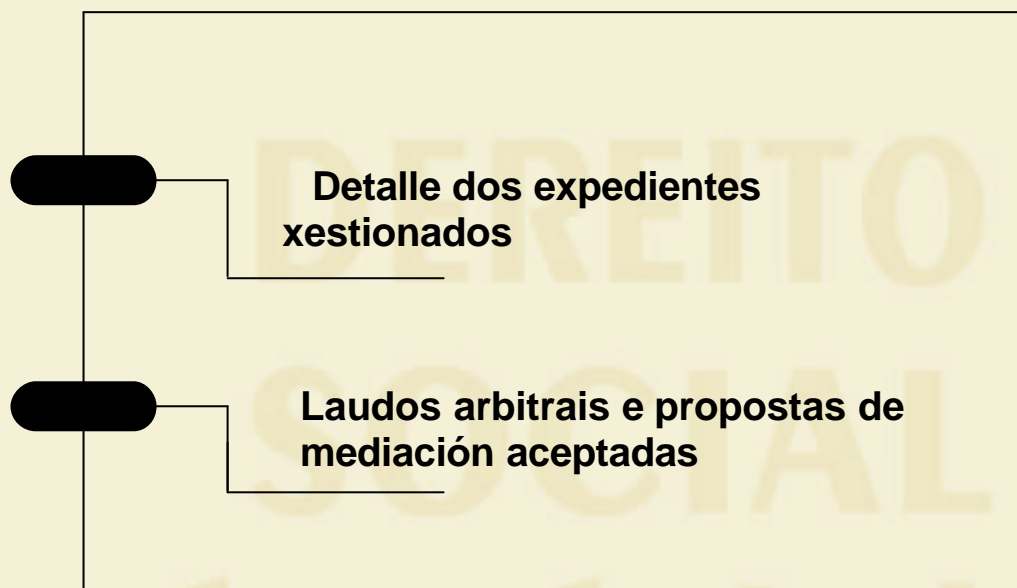 DEREITO
Detalle dos expedientes
xestionados
SOCIAL
Laudos arbitrais e propostas de
mediación aceptadas